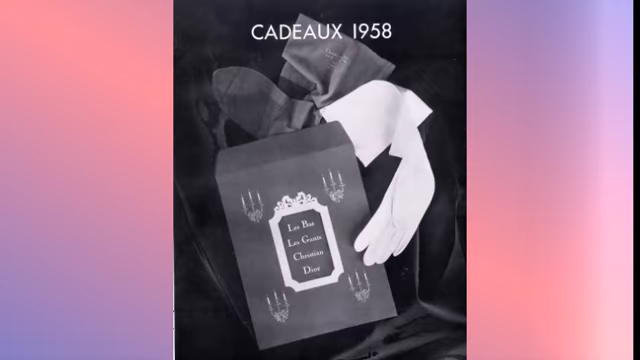 CADEAUX 1958
Les Bas
Les Gants
Christian
Dior